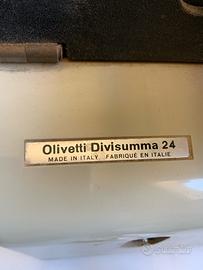 Olivetti Divisumma 24
MADE IN ITALY. FABRIQUÉ EN ITALIE